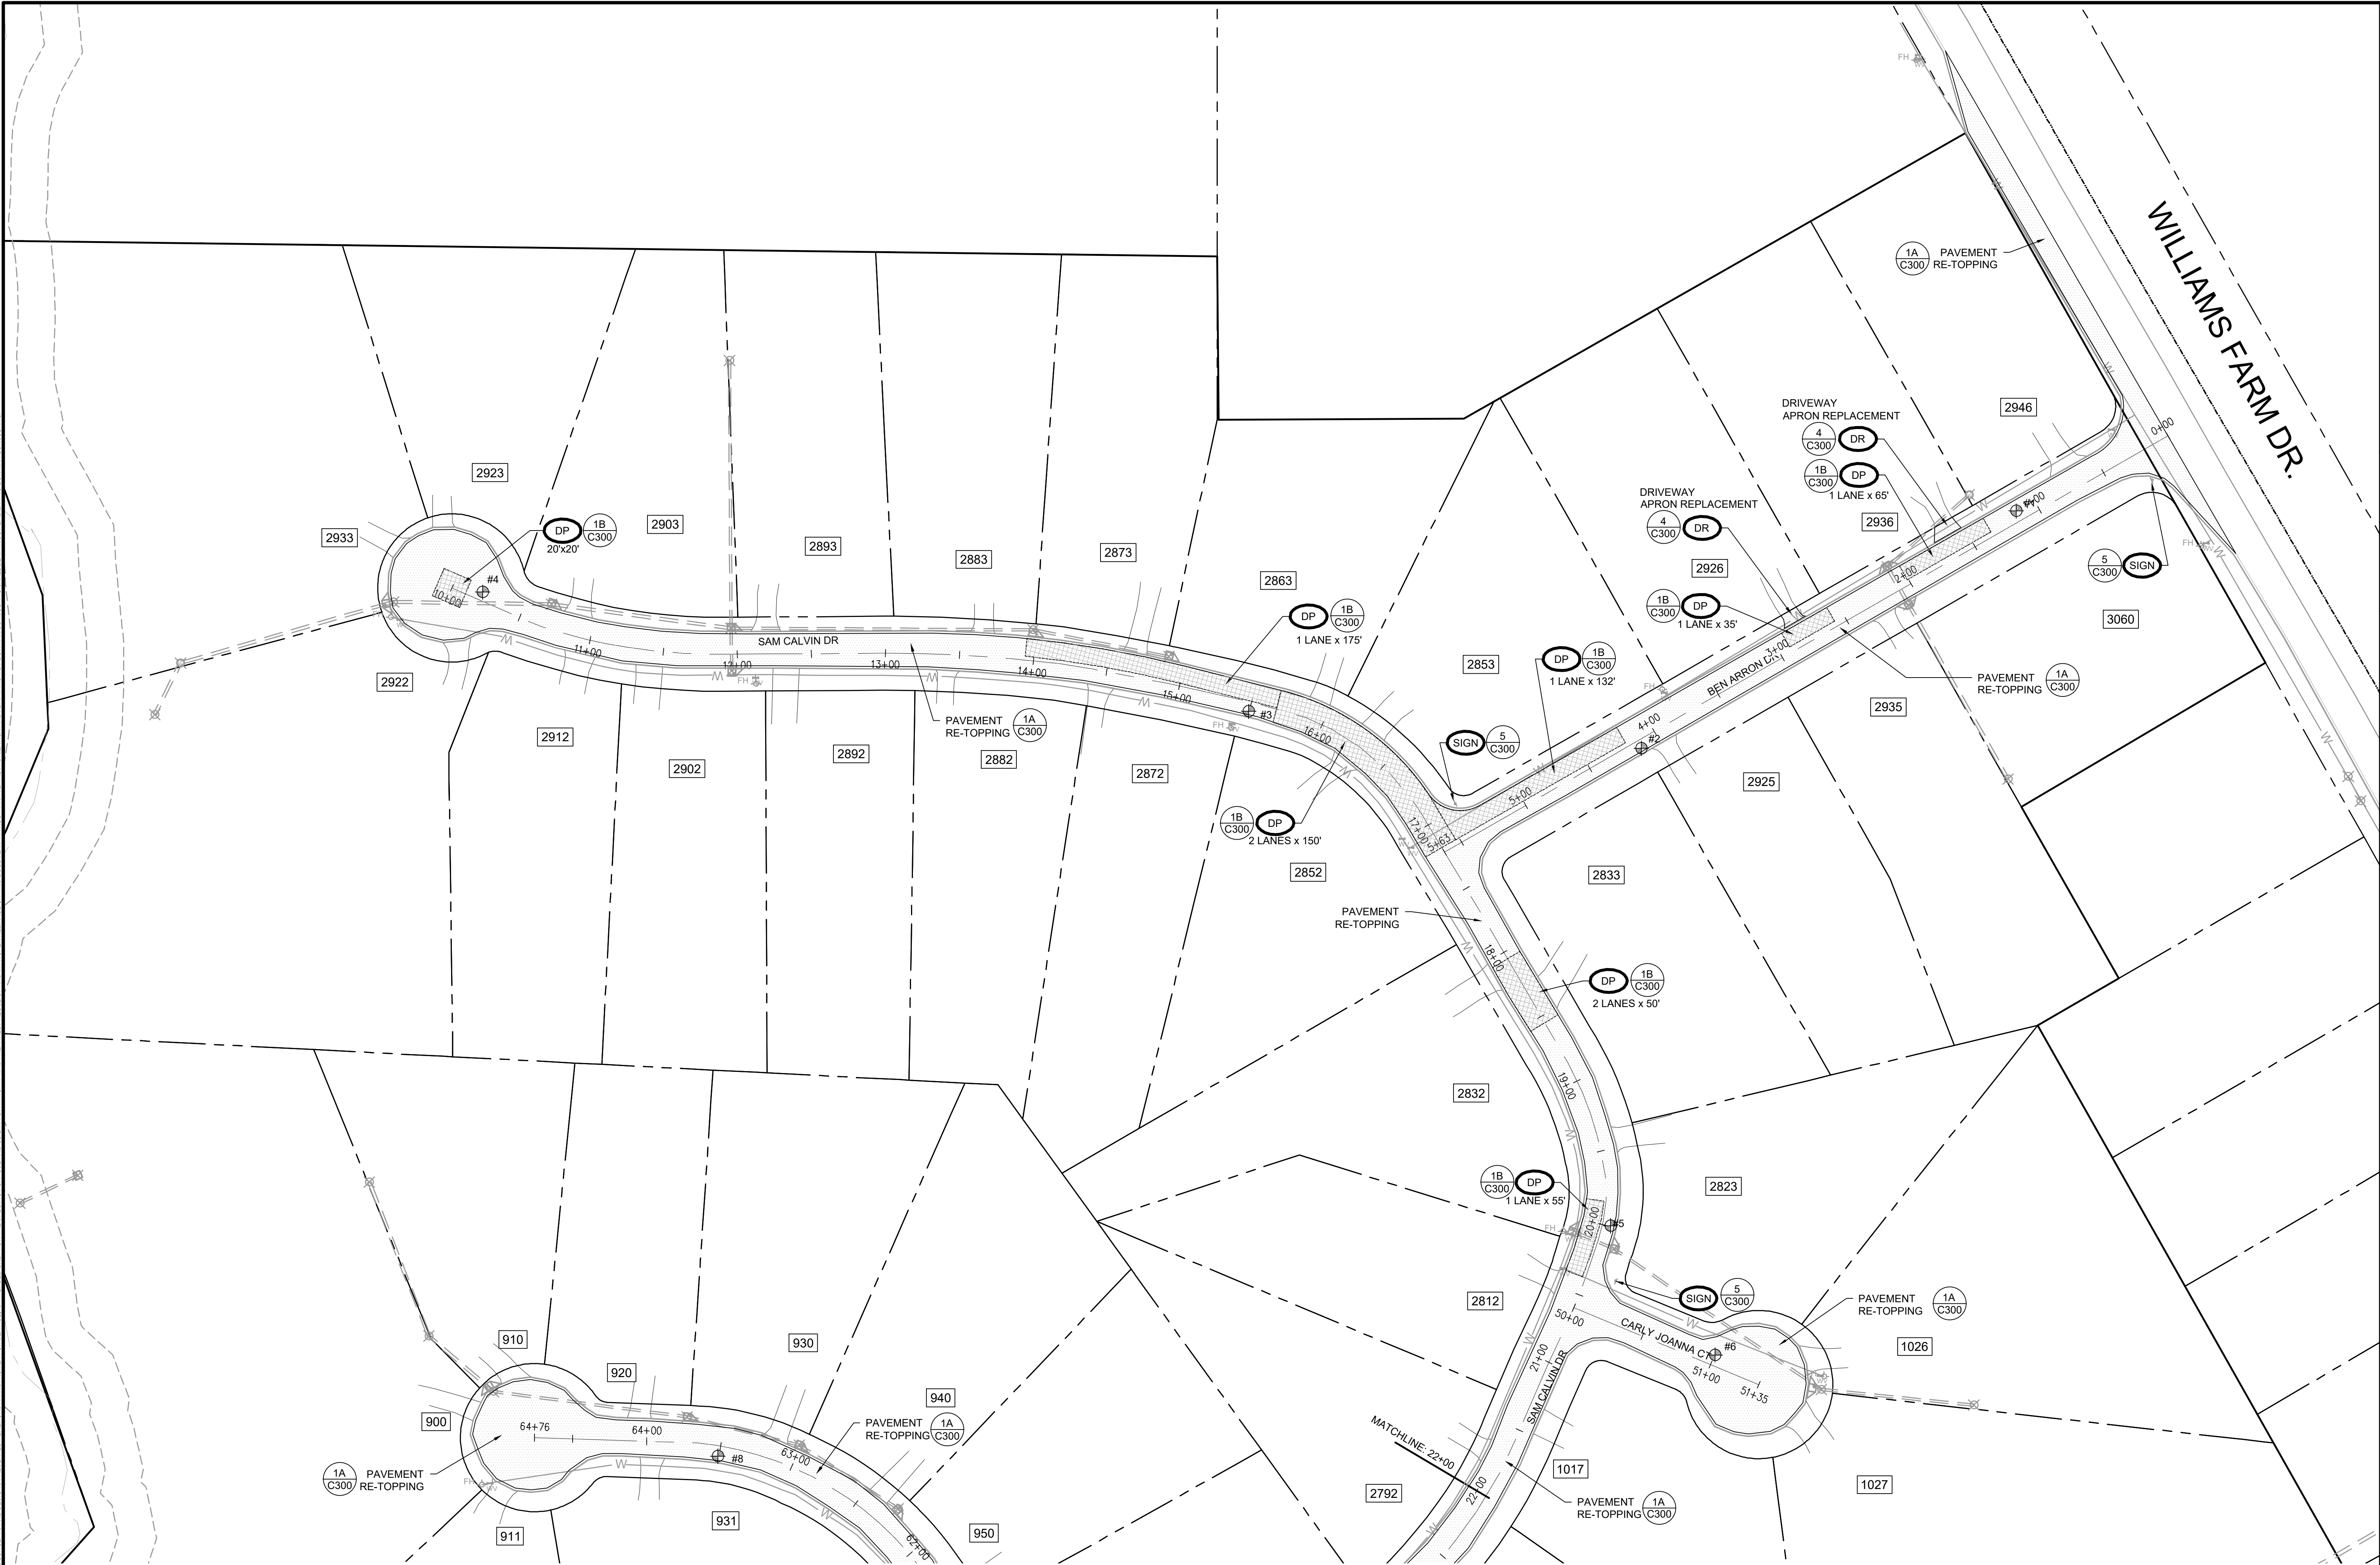 FH
WILLIAMS FARM DR.
1A
C300
PAVEMENT
RE-TOPPING
W
W
DRIVEWAY
APRON REPLACEMENT
4
C300
DR
1B
C300
DP
1 LANE x 65'
2946
0+00
2936
DRIVEWAY
APRON REPLACEMENT
4
C300
DR
2926
1B
C300
DP
1 LANE x 35'
2+00
3+00
BEN ARRON DR
4+00
5+00
5+63
#2
5
C300
SIGN
FH
3060
PAVEMENT
RE-TOPPING
1A
C300
2935
2925
2833
2923
2933
DP
1B
C300
20'x20'
2903
2893
2883
2873
2863
DP
1B
C300
1 LANE x 175'
2853
DP
1B
C300
1 LANE x 132'
FH
SIGN
5
C300
#4
10+00
SAM CALVIN DR
11+00
12+00
13+00
14+00
15+00
16+00
17+00
#3
FH
FH
2922
2912
2902
2892
2882
2872
2852
PAVEMENT
RE-TOPPING
1A
C300
1B
C300
DP
2 LANES x 150'
PAVEMENT
RE-TOPPING
18+00
DP
1B
C300
2 LANES x 50'
19+00
2832
2823
1B
C300
DP
1 LANE x 55'
20+00
#5
FH
2812
SIGN
5
C300
PAVEMENT
RE-TOPPING
1A
C300
50+00
CARLY JOANNA CT
#6
51+00
51+35
1026
1027
21+00
SAM CALVIN DR
MATCHLINE: 22+00
22+00
2792
1017
PAVEMENT
RE-TOPPING
1A
C300
910
920
930
940
900
64+76
64+00
63+00
62+00
#8
PAVEMENT
RE-TOPPING
1A
C300
1A
C300
PAVEMENT
RE-TOPPING
FH
911
931
950